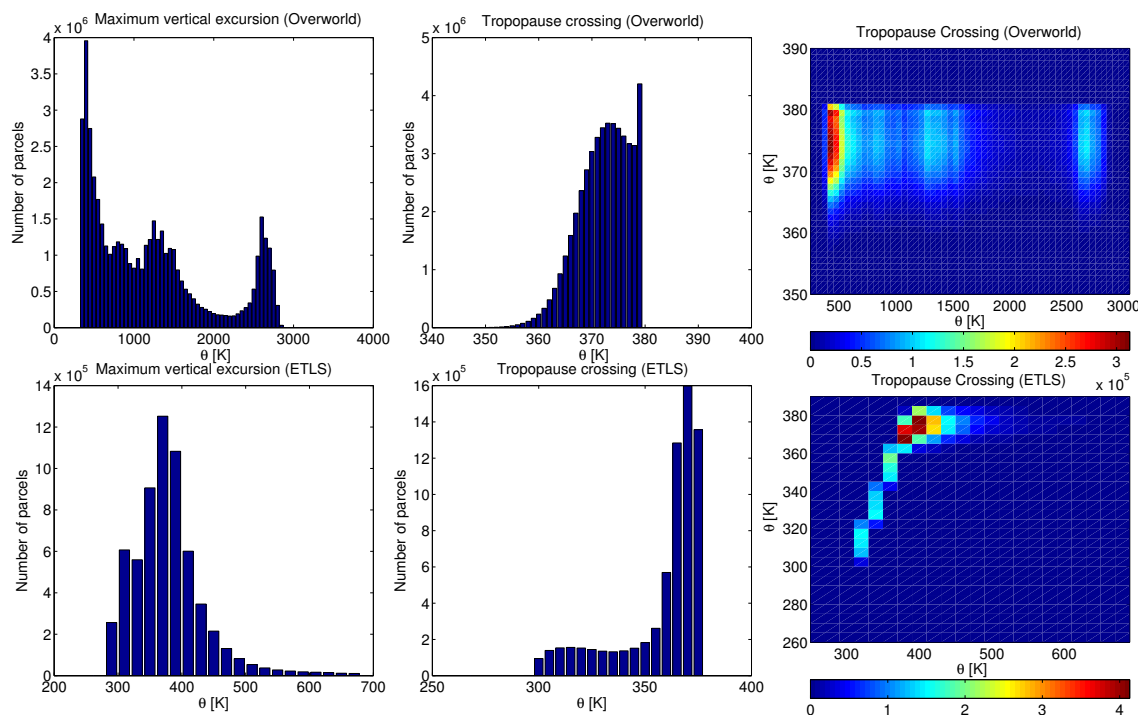 Maximum vertical excursion (Overworld)
x 10^6
Number of parcels
4
3.5
3
2.5
2
1.5
1
0.5
0
1000 2000 3000 4000
θ [K]
Tropopause crossing (Overworld)
x 10^6
Number of parcels
5
4
3
2
1
0
340 350 360 370 380 390 400
θ [K]
Tropopause Crossing (Overworld)
θ [K]
390
380
370
360
350
500 1000 1500 2000 2500 3000
θ [K]
0 0.5 1 1.5 2 2.5 3
x 10^5
Maximum vertical excursion (ETLS)
x 10^5
Number of parcels
14
12
10
8
6
4
2
0
200 300 400 500 600 700
θ [K]
Tropopause crossing (ETLS)
x 10^5
Number of parcels
16
14
12
10
8
6
4
2
0
250 300 350 400
θ [K]
Tropopause Crossing (ETLS)
θ [K]
380
360
340
320
300
280
260
300 400 500 600
θ [K]
0 1 2 3 4